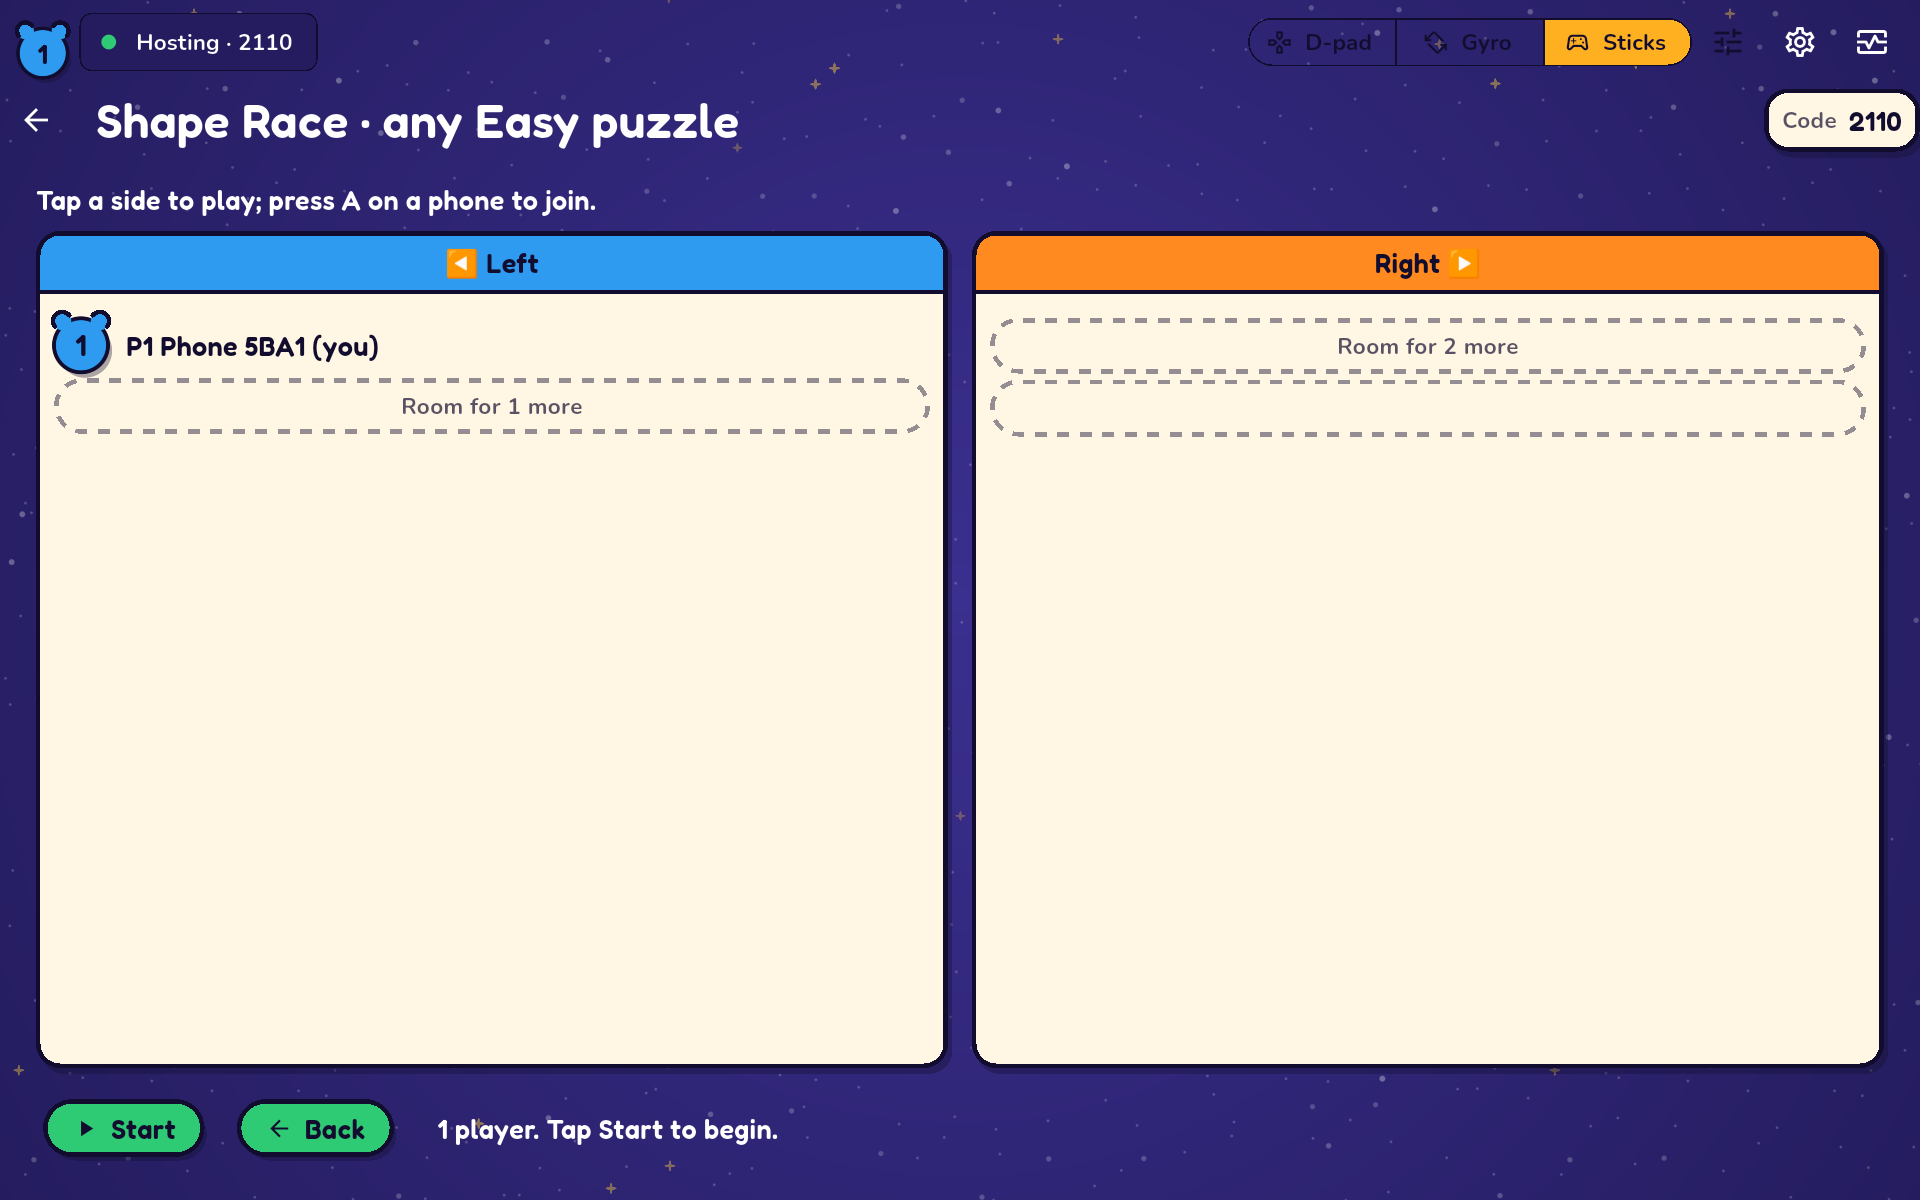 1
Hosting · 2110
D-pad
Gyro
Sticks
Shape Race · any Easy puzzle
Code 2110
Tap a side to play; press A on a phone to join.
Left
Right
1
P1 Phone 5BA1 (you)
Room for 1 more
Room for 2 more
Start
Back
1 player. Tap Start to begin.